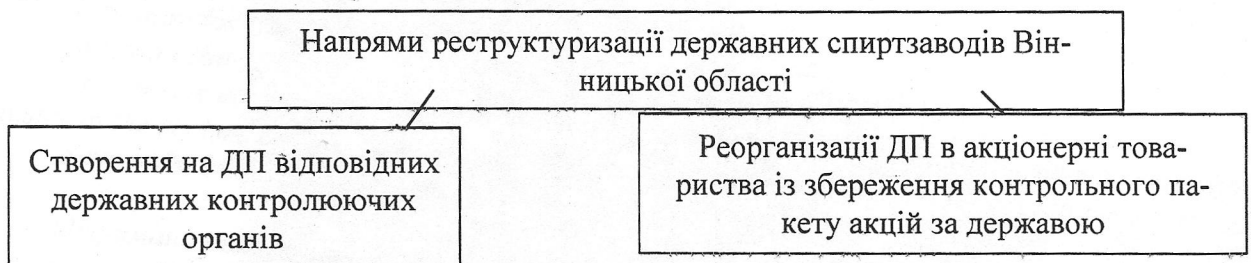 Напрями реструктуризації державних спиртзаводів Він-
ницької області
Створення на ДП відповідних
державних контролюючих
органів
Реорганізації ДП в акціонерні това-
риства із збереження контрольного па-
кету акцій за державою